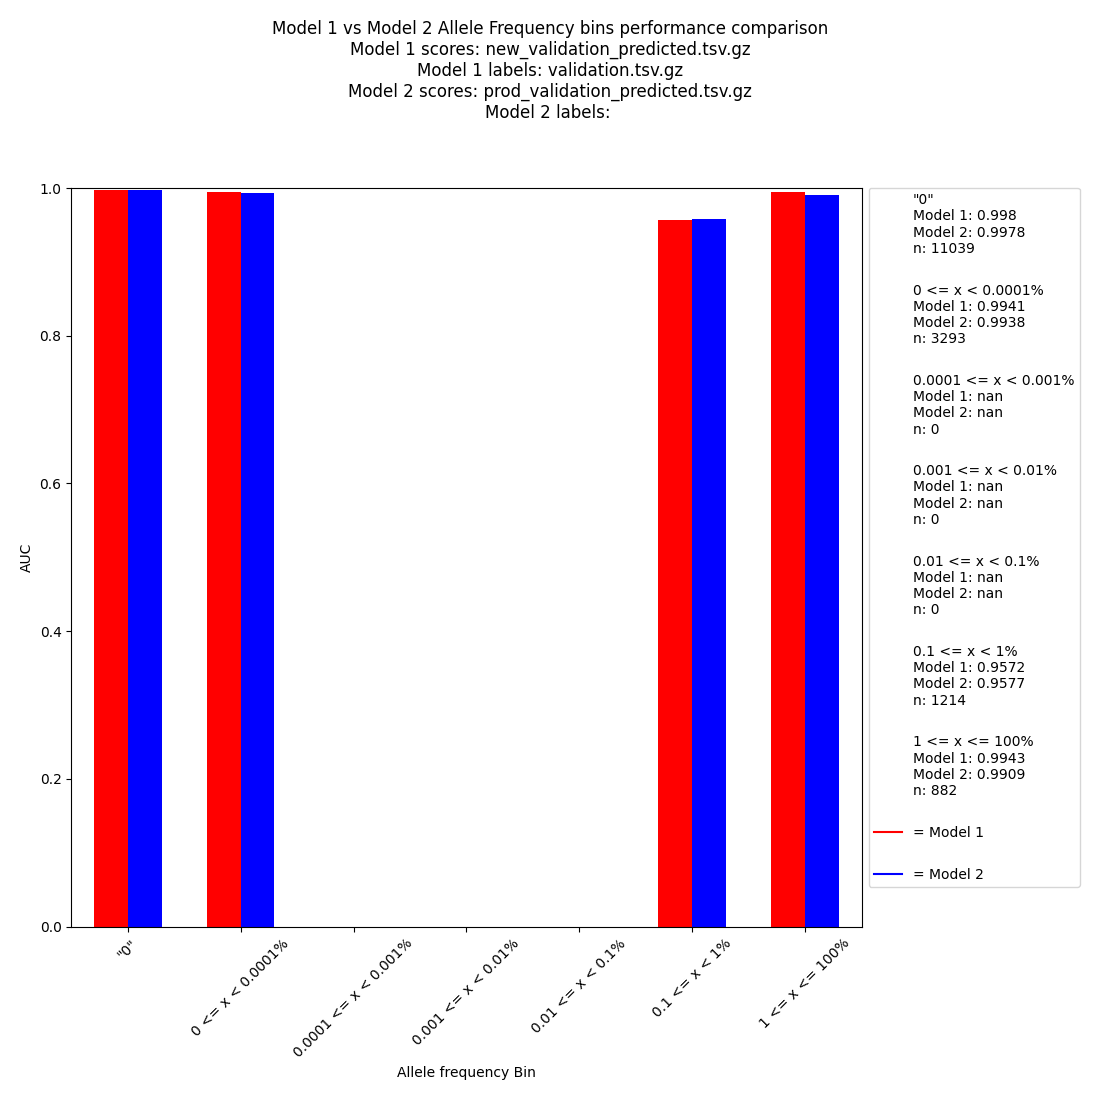 Model 1 vs Model 2 Allele Frequency bins performance comparison
Model 1 scores: new_validation_predicted.tsv.gz
Model 1 labels: validation.tsv.gz
Model 2 scores: prod_validation_predicted.tsv.gz
Model 2 labels:
1.0
0.8
0.6
0.4
0.2
0.0
AUC
"0"
0 <= x < 0.0001%
0.0001 <= x < 0.001%
0.001 <= x < 0.01%
0.01 <= x < 0.1%
0.1 <= x < 1%
1 <= x <= 100%
Allele frequency Bin
"0"
Model 1: 0.998
Model 2: 0.9978
n: 11039
0 <= x < 0.0001%
Model 1: 0.9941
Model 2: 0.9938
n: 3293
0.0001 <= x < 0.001%
Model 1: nan
Model 2: nan
n: 0
0.001 <= x < 0.01%
Model 1: nan
Model 2: nan
n: 0
0.01 <= x < 0.1%
Model 1: nan
Model 2: nan
n: 0
0.1 <= x < 1%
Model 1: 0.9572
Model 2: 0.9577
n: 1214
1 <= x <= 100%
Model 1: 0.9943
Model 2: 0.9909
n: 882
= Model 1
= Model 2